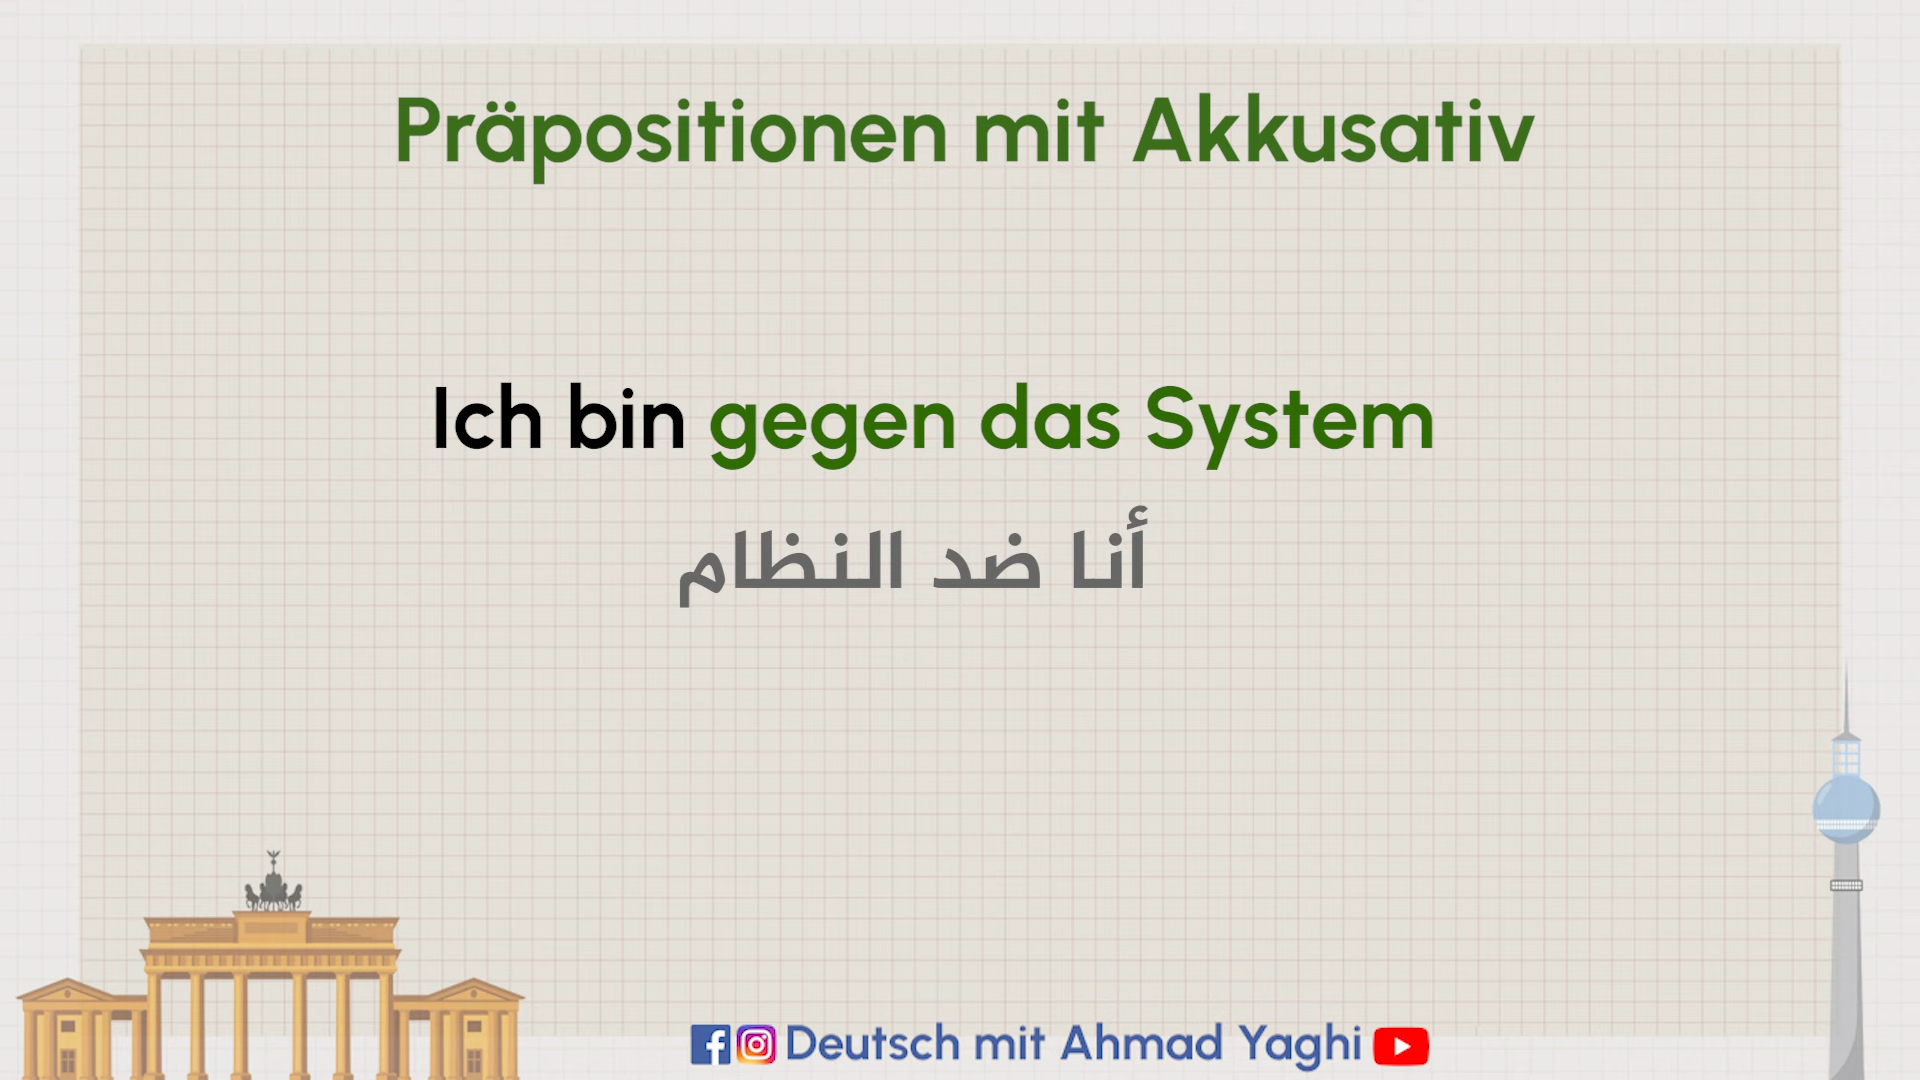 Präpositionen mit Akkusativ
Ich bin gegen das System
أنا ضد النظام
Deutsch mit Ahmad Yaghi